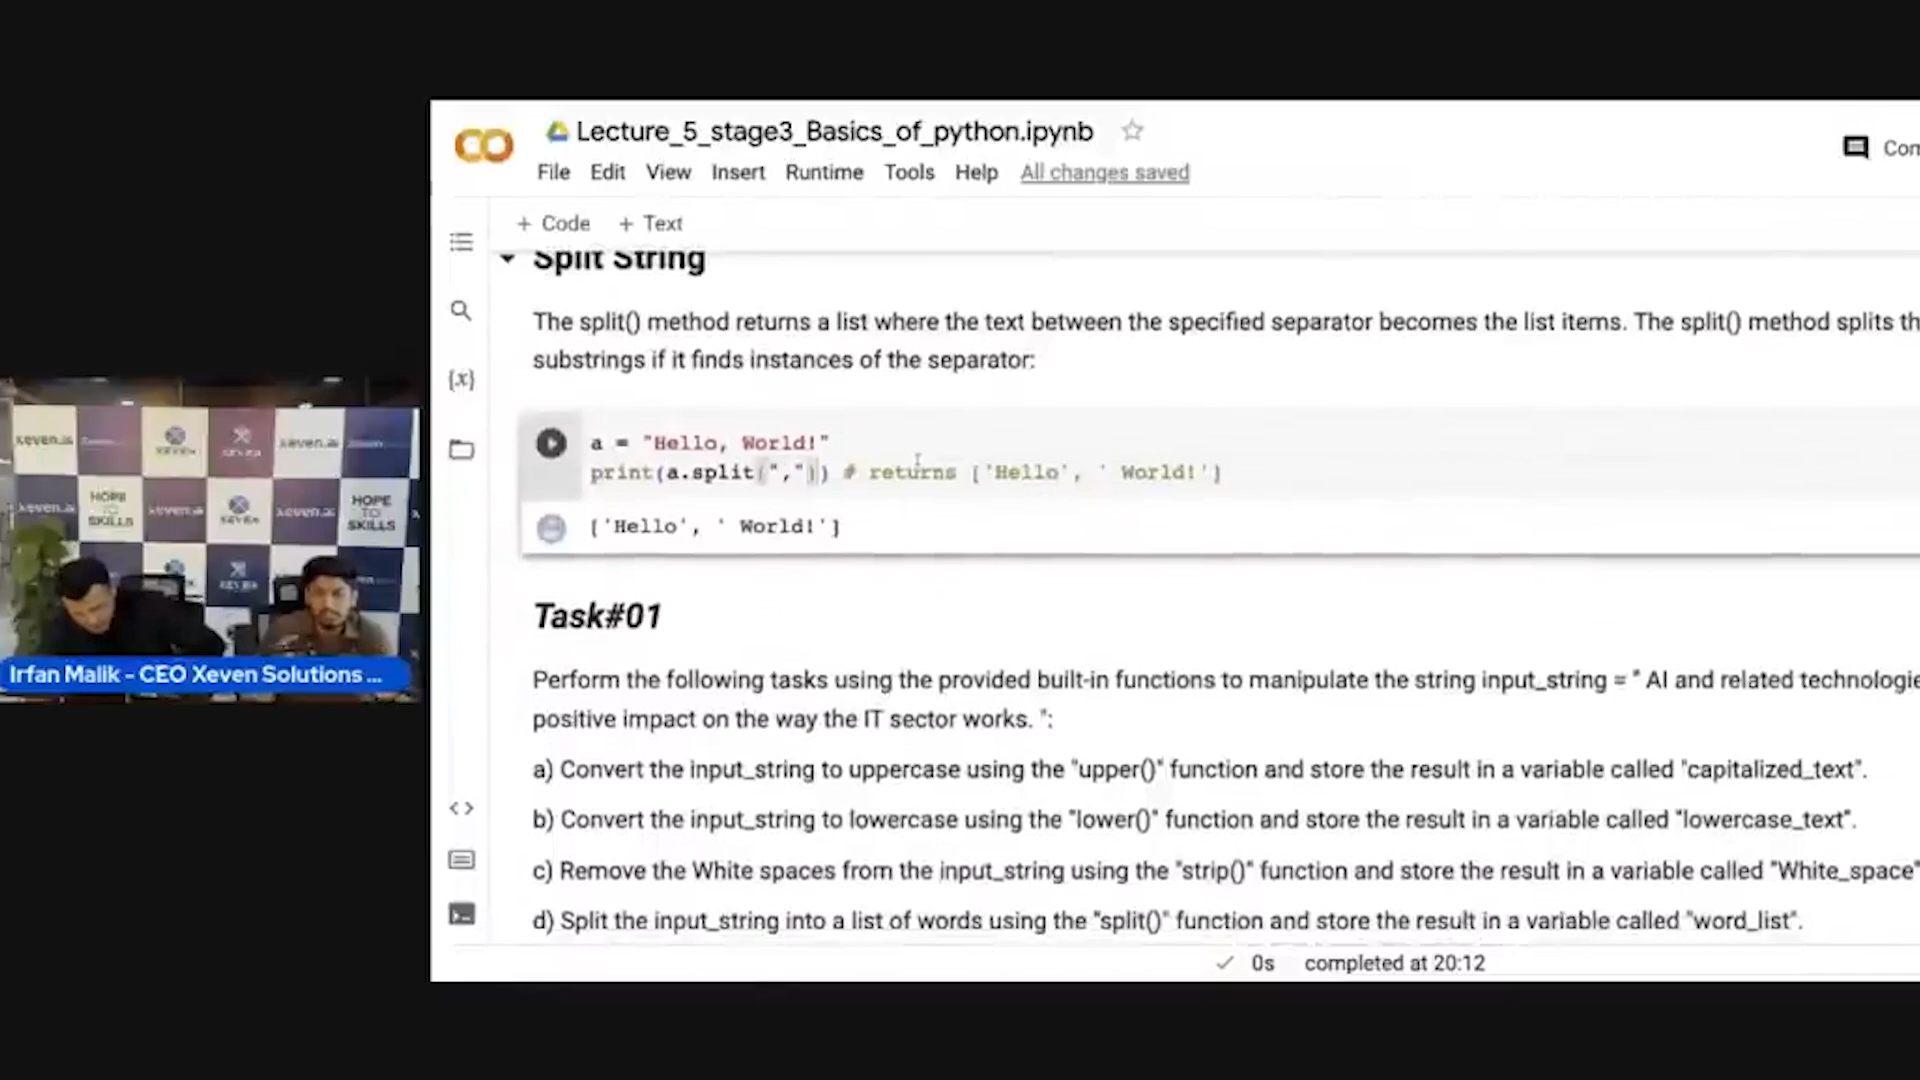 Lecture_5_stage3_Basics_of_python.ipynb
File Edit View Insert Runtime Tools Help All changes saved
+ Code + Text
Split String
The split() method returns a list where the text between the specified separator becomes the list items. The split() method splits
substrings if it finds instances of the separator:
a = "Hello, World!"
print(a.split(",")) # returns ['Hello', ' World!']
['Hello', ' World!']
Task#01
Perform the following tasks using the provided built-in functions to manipulate the string input_string = " AI and related
positive impact on the way the IT sector works. ":
a) Convert the input_string to uppercase using the "upper()" function and store the result in a variable called "capitalized_text".
b) Convert the input_string to lowercase using the "lower()" function and store the result in a variable called "lowercase_text".
c) Remove the White spaces from the input_string using the "strip()" function and store the result in a variable called "White_space"
d) Split the input_string into a list of words using the "split()" function and store the result in a variable called "word_list".
0s completed at 20:12
xeven.ai
HOPE TO SKILLS
XEVEN
xeven.ai
HOPE TO SKILLS
Irfan Malik - CEO Xeven Solutions ...